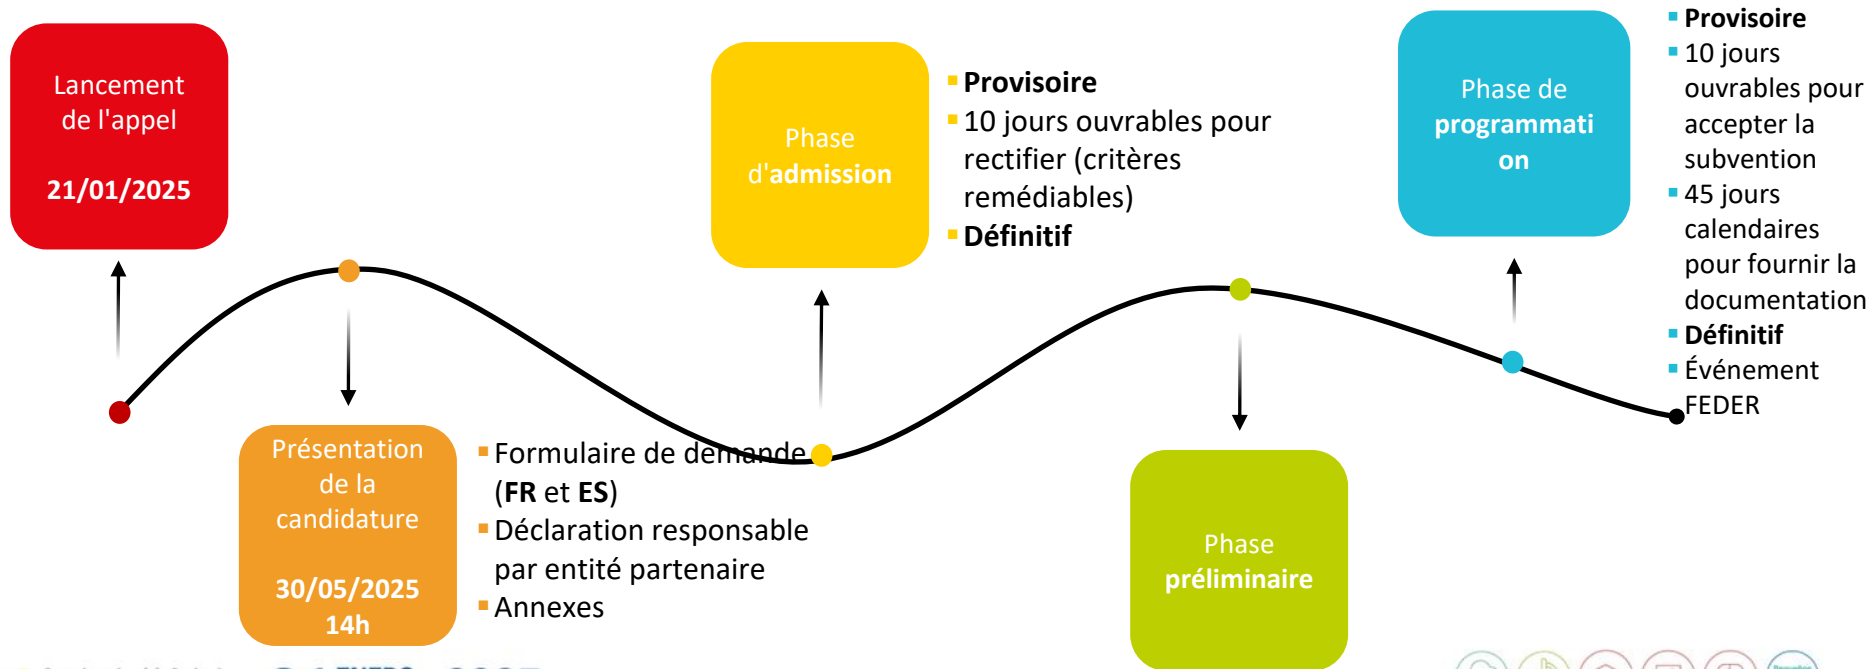 Lancement
de l'appel
21/01/2025
Présentation
de la
candidature
30/05/2025
14h
Formulaire de demande
(FR et ES)
Déclaration responsable
par entité partenaire
Annexes
Phase
d'admission
Provisoire
10 jours ouvrables pour
rectifier (critères
remédiables)
Définitif
Phase
préliminaire
Phase de
programmati
on
Provisoire
10 jours
ouvrables pour
accepter la
subvention
45 jours
calendaires
pour fournir la
documentation
Définitif
Événement
FEDER